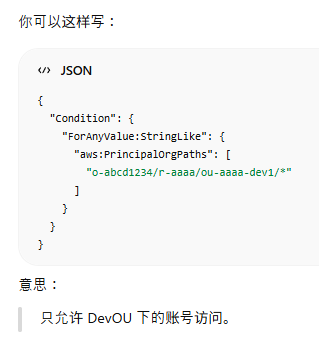 你可以这样写：
</> JSON
{
  "Condition": {
    "ForAnyValue:StringLike": {
      "aws:PrincipalOrgPaths": [
        "o-abcd1234/r-aaaa/ou-aaaa-dev1/*"
      ]
    }
  }
}
意思：
只允许 DevOU 下的账号访问。